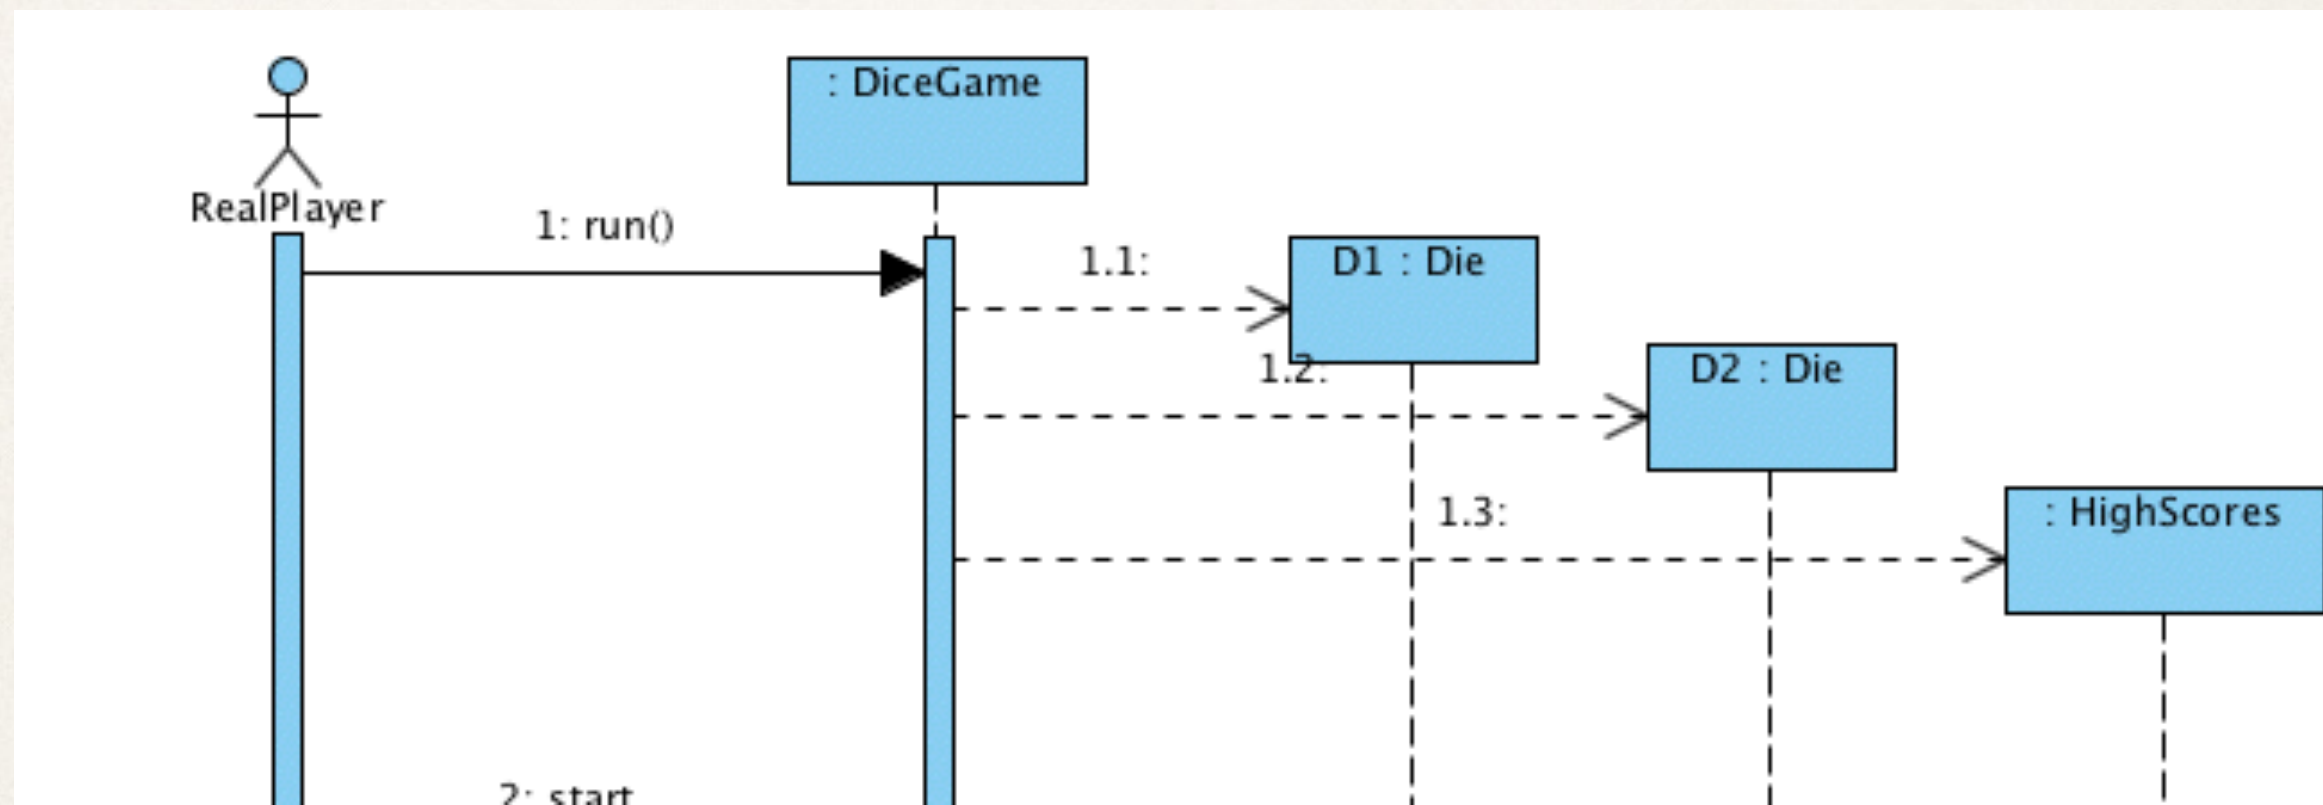 : DiceGame
RealPlayer
1: run()
1.1:
D1 : Die
1.2:
D2 : Die
1.3:
: HighScores
2: start